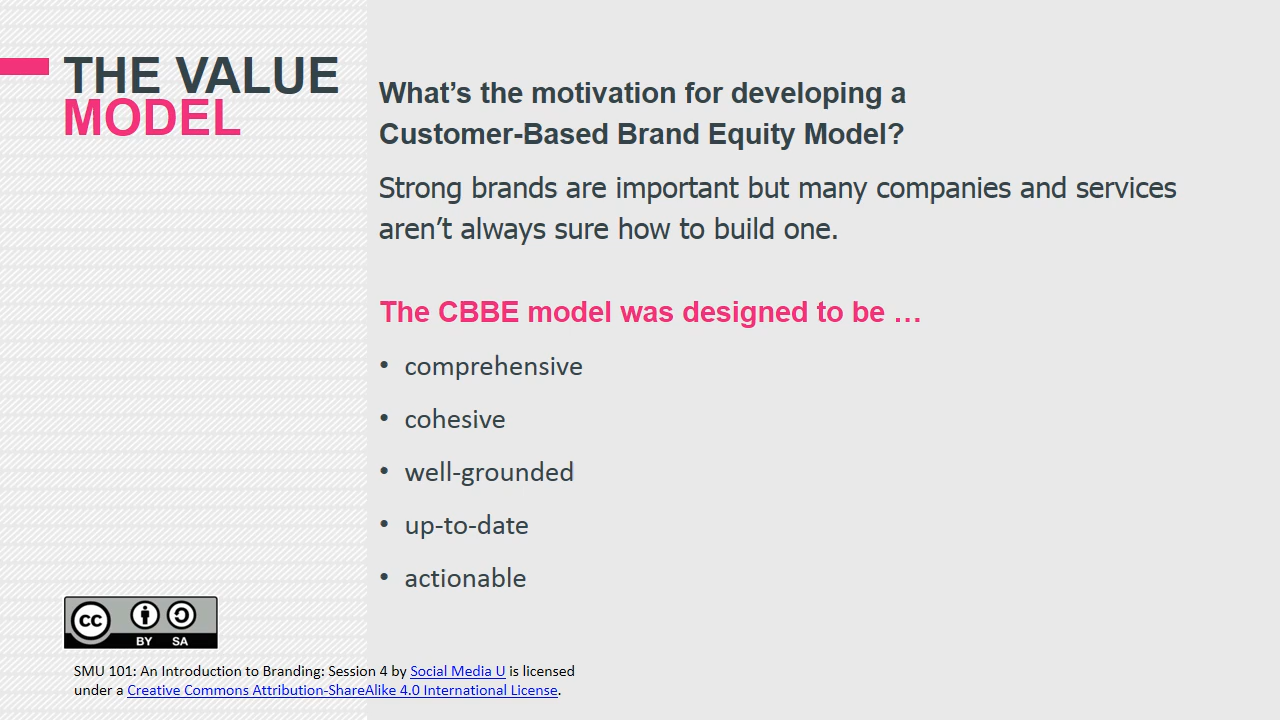 THE VALUE
MODEL
What’s the motivation for developing a
Customer-Based Brand Equity Model?
Strong brands are important but many companies and services
aren’t always sure how to build one.
The CBBE model was designed to be …
• comprehensive
• cohesive
• well-grounded
• up-to-date
• actionable
CC
BY SA
SMU 101: An Introduction to Branding: Session 4 by Social Media U is licensed
under a Creative Commons Attribution-ShareAlike 4.0 International License.